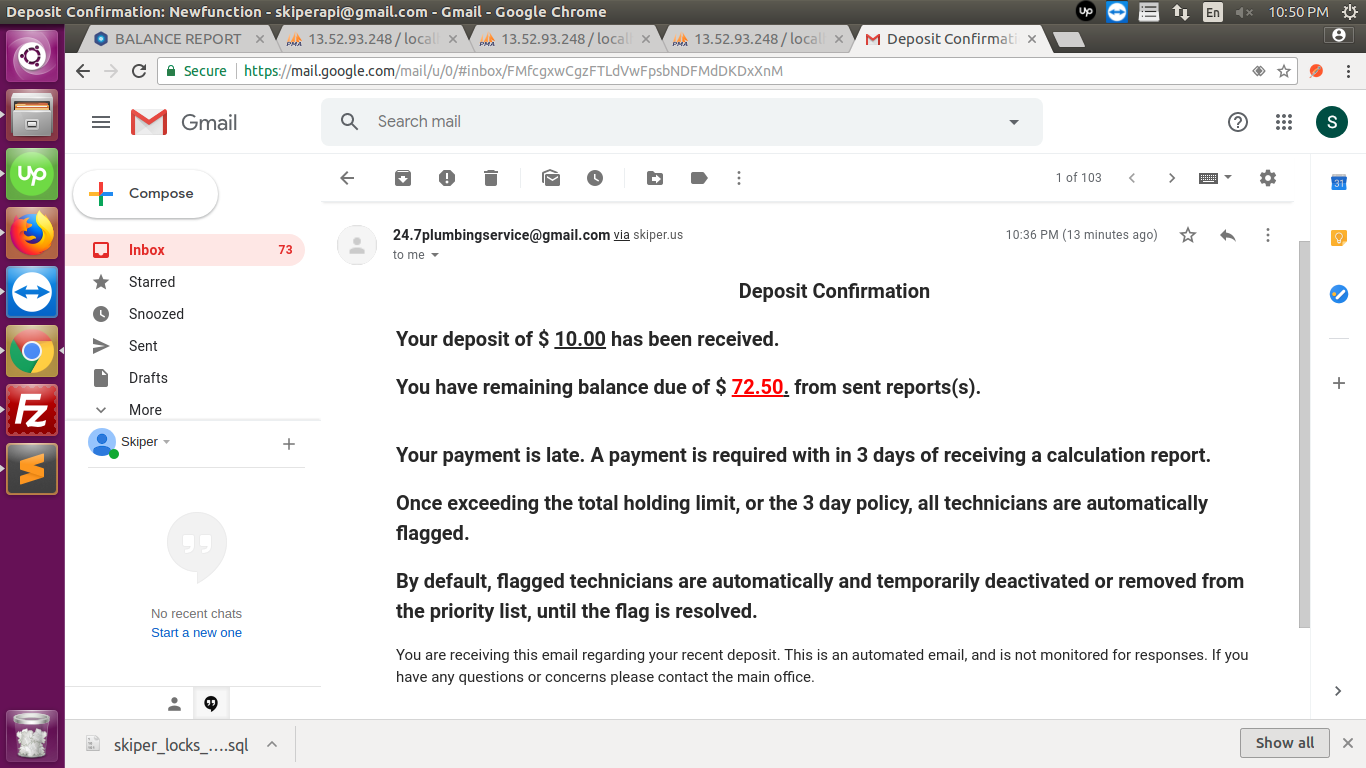 Deposit Confirmation: Newfunction - skiperapi@gmail.com - Gmail - Google Chrome
Up
En
10:50 PM
BALANCE REPORT
13.52.93.248 / locall
13.52.93.248 / locall
13.52.93.248 / locall
Deposit Confirmati
Secure
https://mail.google.com/mail/u/0/#inbox/FMfcgxwCgzFTLdVwFpsbNDFMdDKDxXnM
Gmail
Search mail
S
Compose
1 of 103
31
Inbox 73
Starred
Snoozed
Sent
Drafts
More
Skiper
No recent chats
Start a new one
24.7plumbingservice@gmail.com via skiper.us
10:36 PM (13 minutes ago)
to me
Deposit Confirmation
Your deposit of $ 10.00 has been received.
You have remaining balance due of $ 72.50. from sent reports(s).
Your payment is late. A payment is required with in 3 days of receiving a calculation report.
Once exceeding the total holding limit, or the 3 day policy, all technicians are automatically
flagged.
By default, flagged technicians are automatically and temporarily deactivated or removed from
the priority list, until the flag is resolved.
You are receiving this email regarding your recent deposit. This is an automated email, and is not monitored for responses. If you
have any questions or concerns please contact the main office.
skiper_locks_....sql
Show all